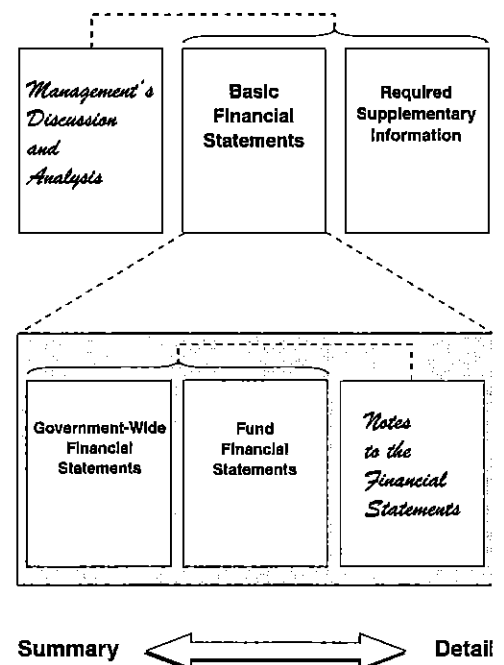 Management's
Discussion
and
Analysis
Basic
Financial
Statements
Required
Supplementary
Information
Government-Wide
Financial
Statements
Fund
Financial
Statements
Notes
to the
Financial
Statements
Summary
Detail